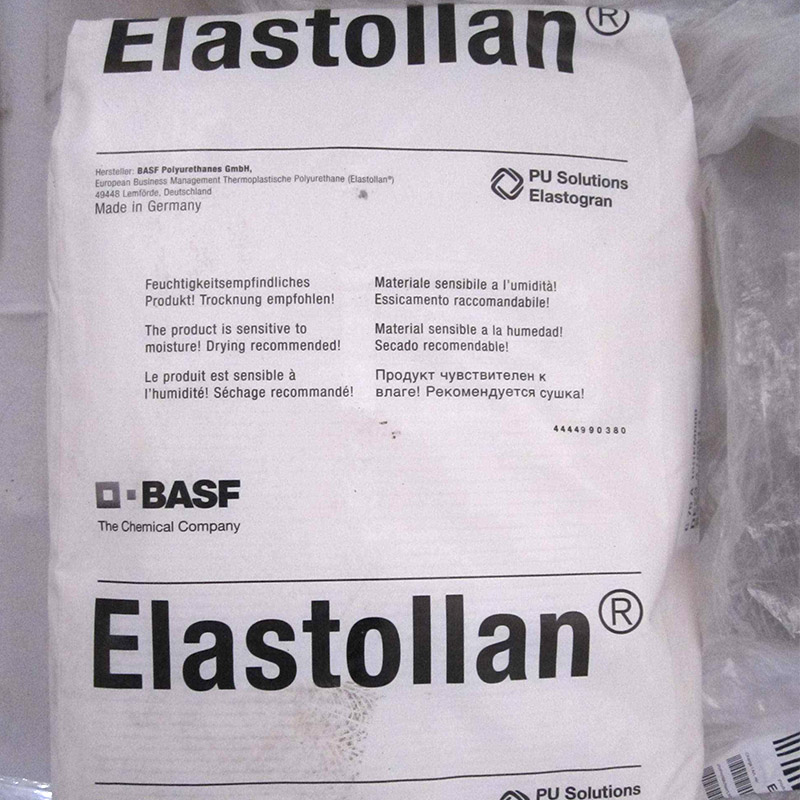 Elastollan®
Hersteller: BASF Polyurethanes GmbH,
European Business Management Thermoplastische Polyurethane (Elastollan®)
49448 Lemförde, Deutschland
Made in Germany
PU Solutions
Elastogran
Feuchtigkeitsempfindliches
Produkt! Trocknung empfohlen!
The product is sensitive to
moisture! Drying recommended!
Le produit est sensible à
l'humidité! Séchage recommandé!
Materiale sensibile a l'umidità!
Essicamento raccomandabile!
Material sensible a la humedad!
Secado recomendable!
Продукт чувствителен к
влаге! Рекомендуется сушка!
4444990380
BASF
The Chemical Company
Elastollan®
PU Solutions